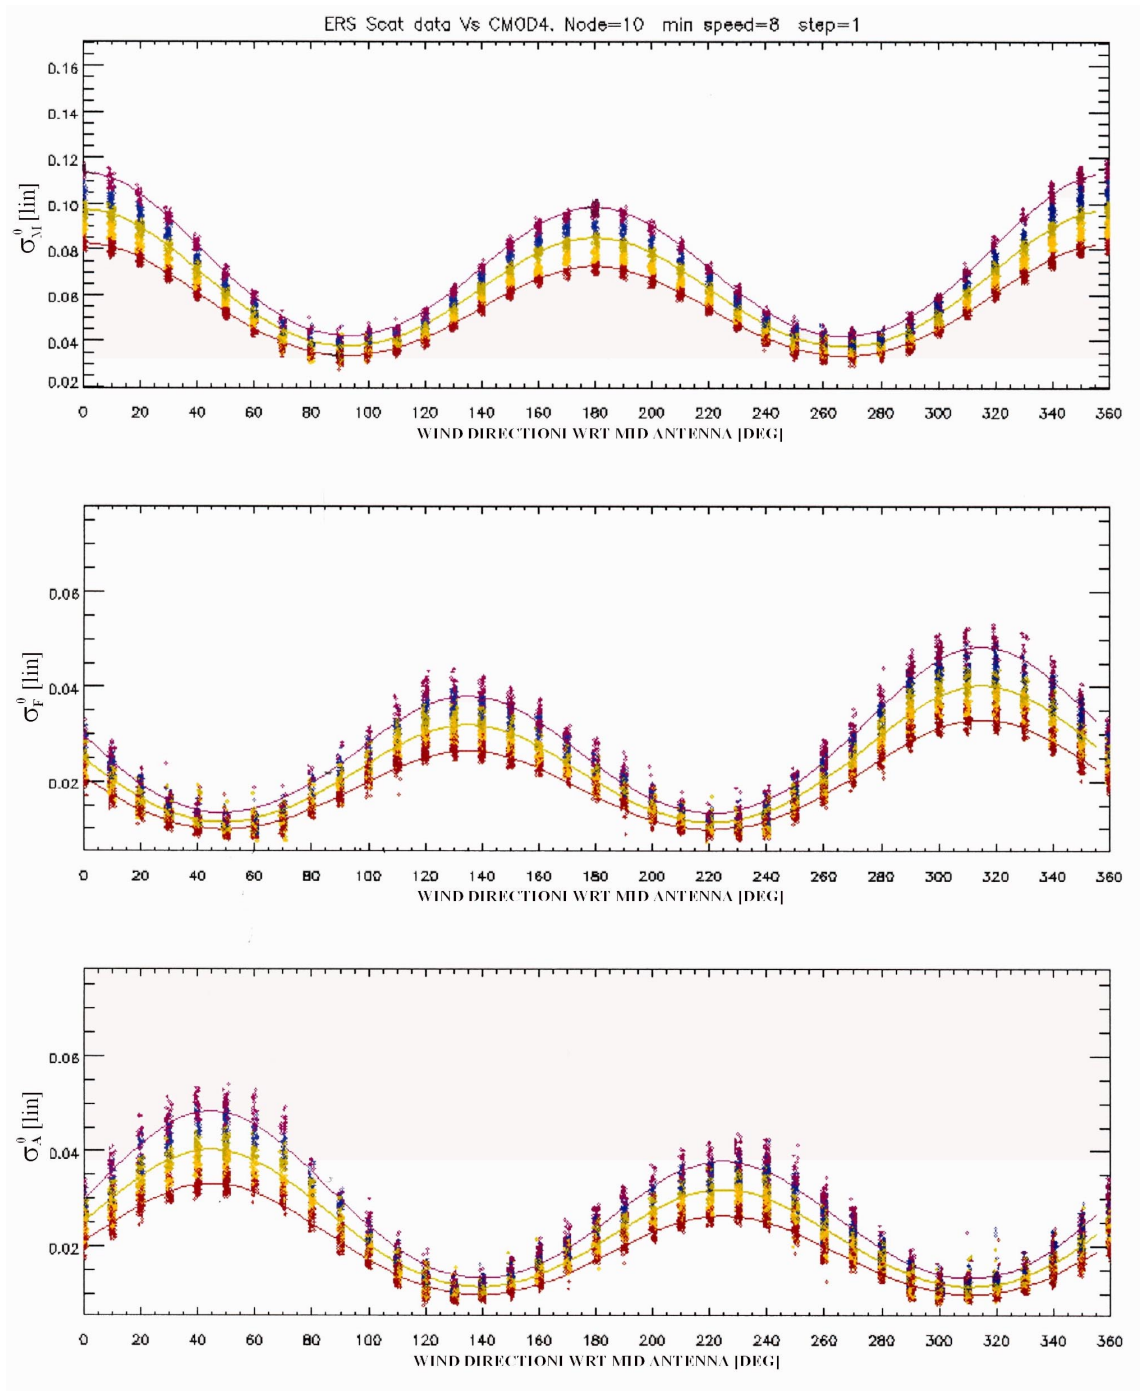 ERS Scat data Vs CMOD4. Node=10 min speed=8 step=1
0.16
0.14
0.12
0.10
0.08
0.06
0.04
0.02
σ_M^0 [lin]
0 20 40 60 80 100 120 140 160 180 200 220 240 260 280 300 320 340 360
WIND DIRECTIONI WRT MID ANTENNA [DEG]
0.06
0.04
0.02
σ_F^0 [lin]
0 20 40 60 80 100 120 140 160 180 200 220 240 260 280 300 320 340 360
WIND DIRECTIONI WRT MID ANTENNA [DEG]
0.06
0.04
0.02
σ_A^0 [lin]
0 20 40 60 80 100 120 140 160 180 200 220 240 260 280 300 320 340 360
WIND DIRECTIONI WRT MID ANTENNA [DEG]